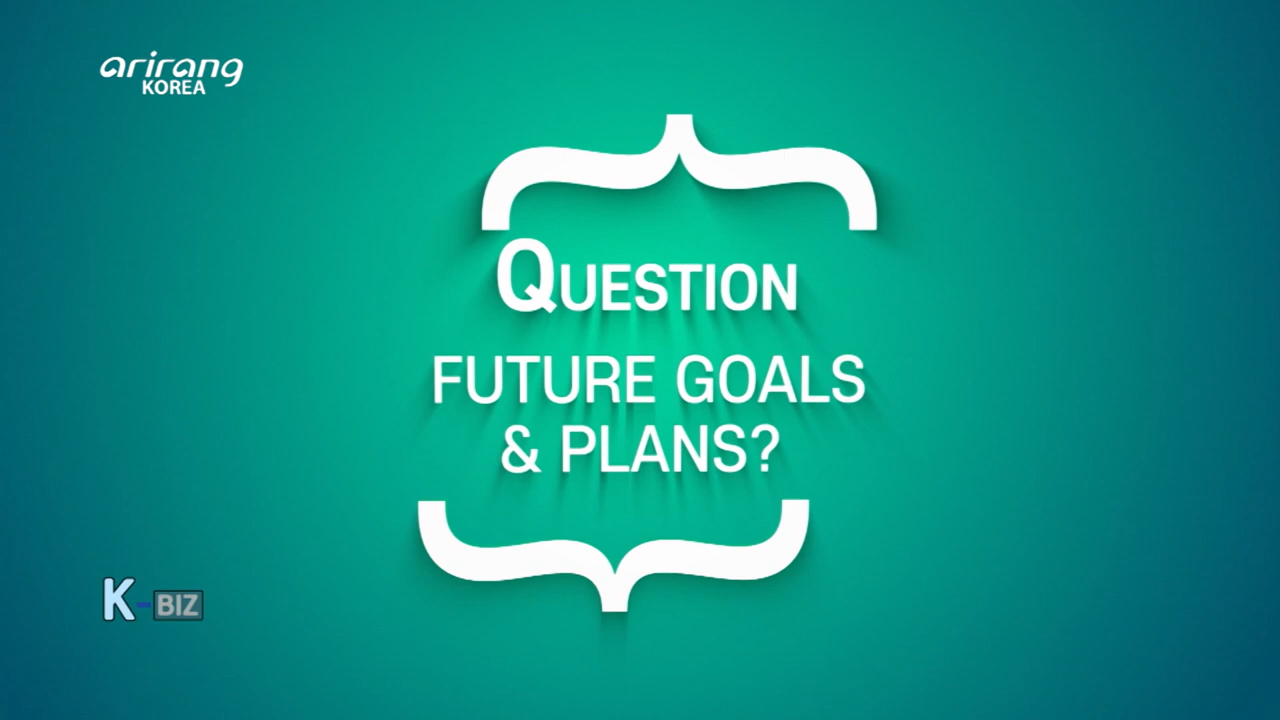 arirang
KOREA
QUESTION
FUTURE GOALS
& PLANS?
K-BIZ